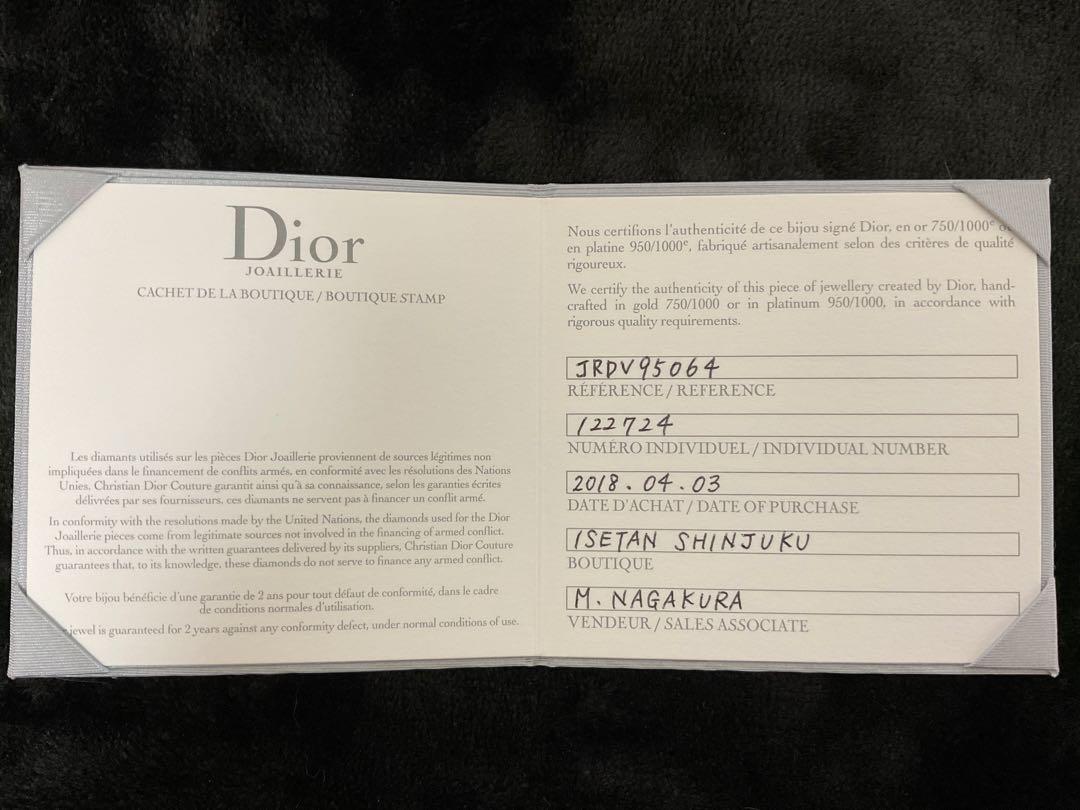 Dior
JOAILLERIE
CACHET DE LA BOUTIQUE / BOUTIQUE STAMP
Les diamants utilisés sur les pièces Dior Joaillerie proviennent de sources légitimes non
impliquées dans le financement de conflits armés, en conformité avec les résolutions des Nations
Unies. Christian Dior Couture garantit ainsi qu'à sa connaissance, selon les garanties écrites
délivrées par ses fournisseurs, ces diamants ne servent pas à financer un conflit armé.
In conformity with the resolutions made by the United Nations, the diamonds used for the Dior
Joaillerie pieces come from legitimate sources not involved in the financing of armed conflict.
Thus, in accordance with the written guarantees delivered by its suppliers, Christian Dior Couture
guarantees that, to its knowledge, these diamonds do not serve to finance any armed conflict.
Votre bijou bénéficie d'une garantie de 2 ans pour tout défaut de conformité, dans le cadre
de conditions normales d'utilisation.
jewel is guaranteed for 2 years against any conformity defect, under normal conditions of use.
Nous certifions l'authenticité de ce bijou signé Dior, en or 750/1000e
en platine 950/1000e, fabriqué artisanalement selon des critères de qualité
rigoureux.
We certify the authenticity of this piece of jewellery created by Dior, hand-
crafted in gold 750/1000 or in platinum 950/1000, in accordance with
rigorous quality requirements.
JRDV95064
RÉFÉRENCE / REFERENCE
122724
NUMÉRO INDIVIDUEL / INDIVIDUAL NUMBER
2018.04.03
DATE D'ACHAT / DATE OF PURCHASE
ISETAN SHINJUKU
BOUTIQUE
M. NAGAKURA
VENDEUR / SALES ASSOCIATE